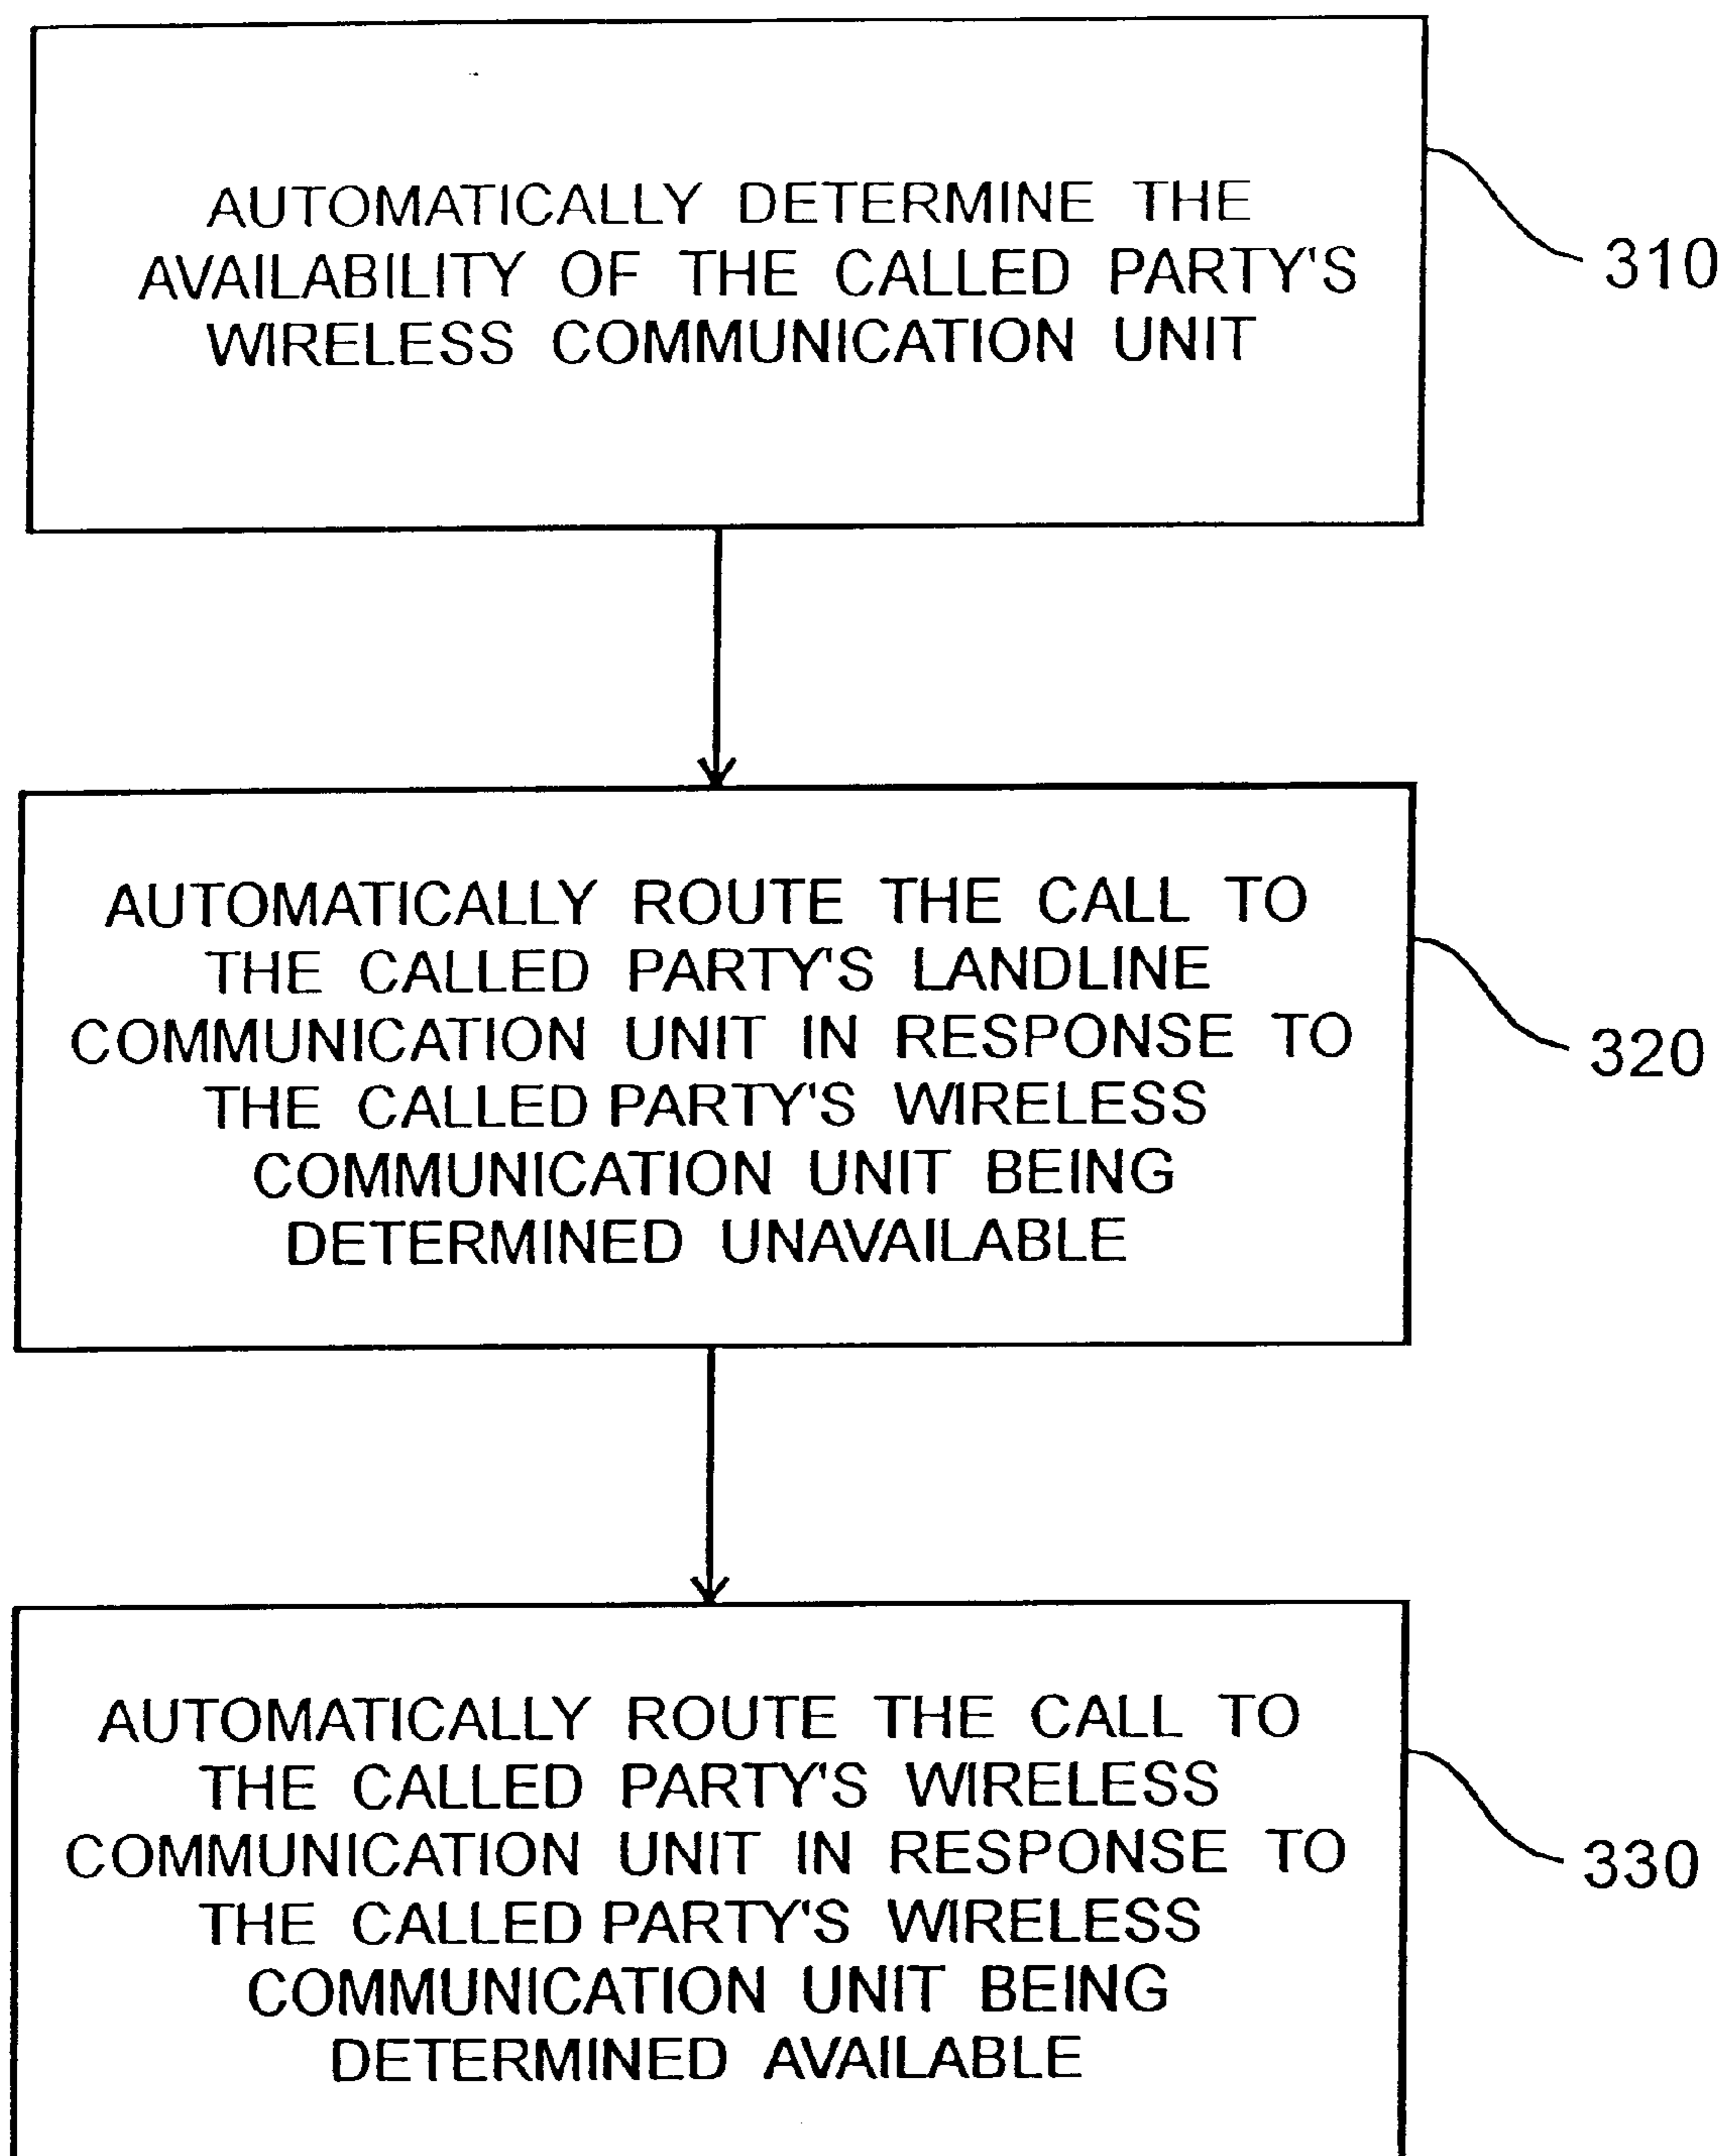 AUTOMATICALLY DETERMINE THE
AVAILABILITY OF THE CALLED PARTY'S
WIRELESS COMMUNICATION UNIT
310
AUTOMATICALLY ROUTE THE CALL TO
THE CALLED PARTY'S LANDLINE
COMMUNICATION UNIT IN RESPONSE TO
THE CALLED PARTY'S WIRELESS
COMMUNICATION UNIT BEING
DETERMINED UNAVAILABLE
320
AUTOMATICALLY ROUTE THE CALL TO
THE CALLED PARTY'S WIRELESS
COMMUNICATION UNIT IN RESPONSE TO
THE CALLED PARTY'S WIRELESS
COMMUNICATION UNIT BEING
DETERMINED AVAILABLE
330